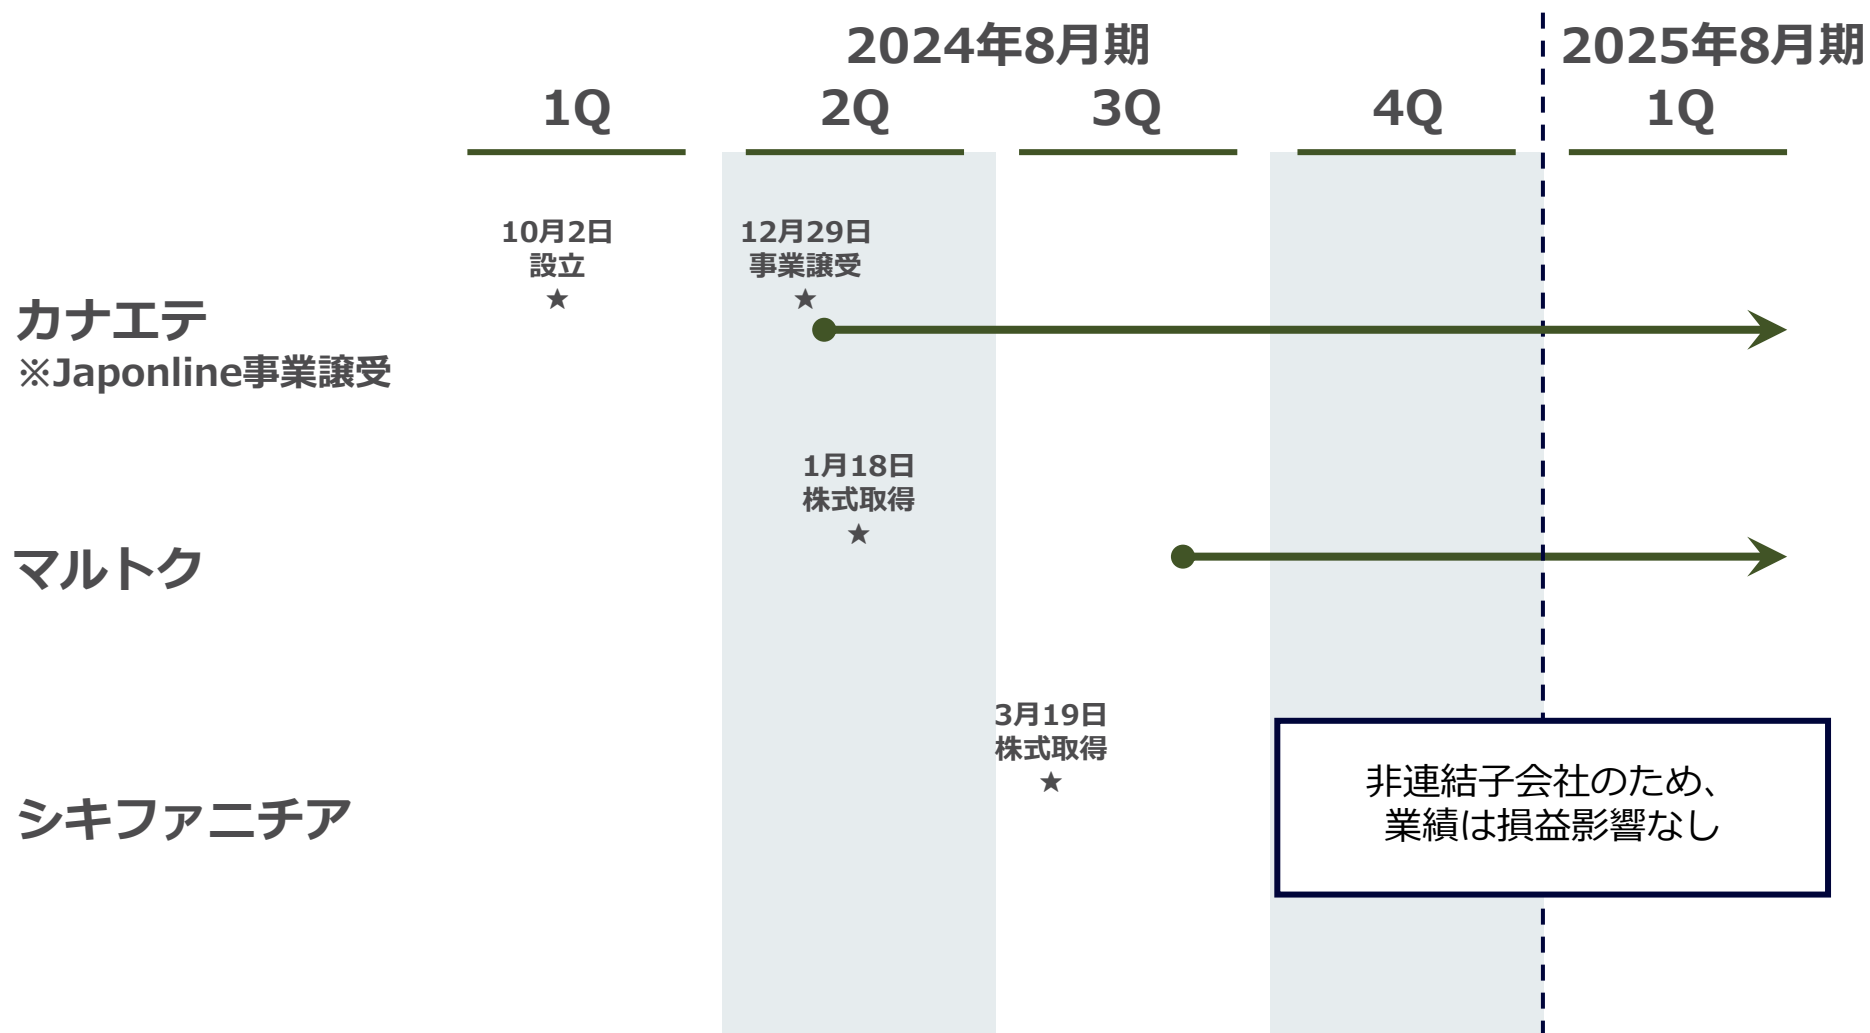 2024年8月期
2025年8月期
1Q
2Q
3Q
4Q
1Q
10月2日
設立
★
12月29日
事業譲受
★
カナエテ
※Japonline事業譲受
1月18日
株式取得
★
マルトク
3月19日
株式取得
★
シキファニチア
非連結子会社のため、
業績は損益影響なし